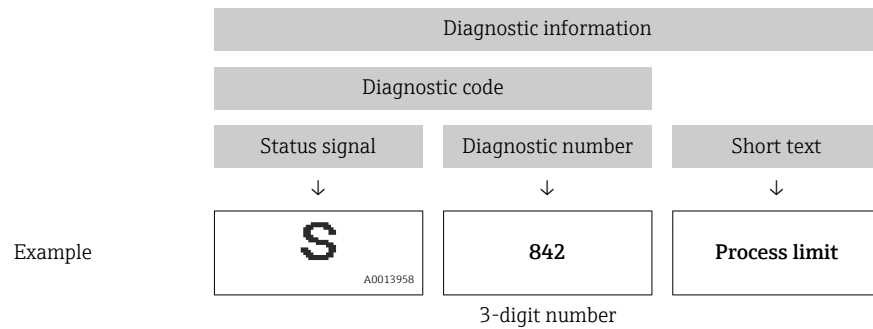 Diagnostic information
Diagnostic code
Status signal Diagnostic number Short text
↓ ↓ ↓
Example S 842 Process limit
A0013958
3-digit number